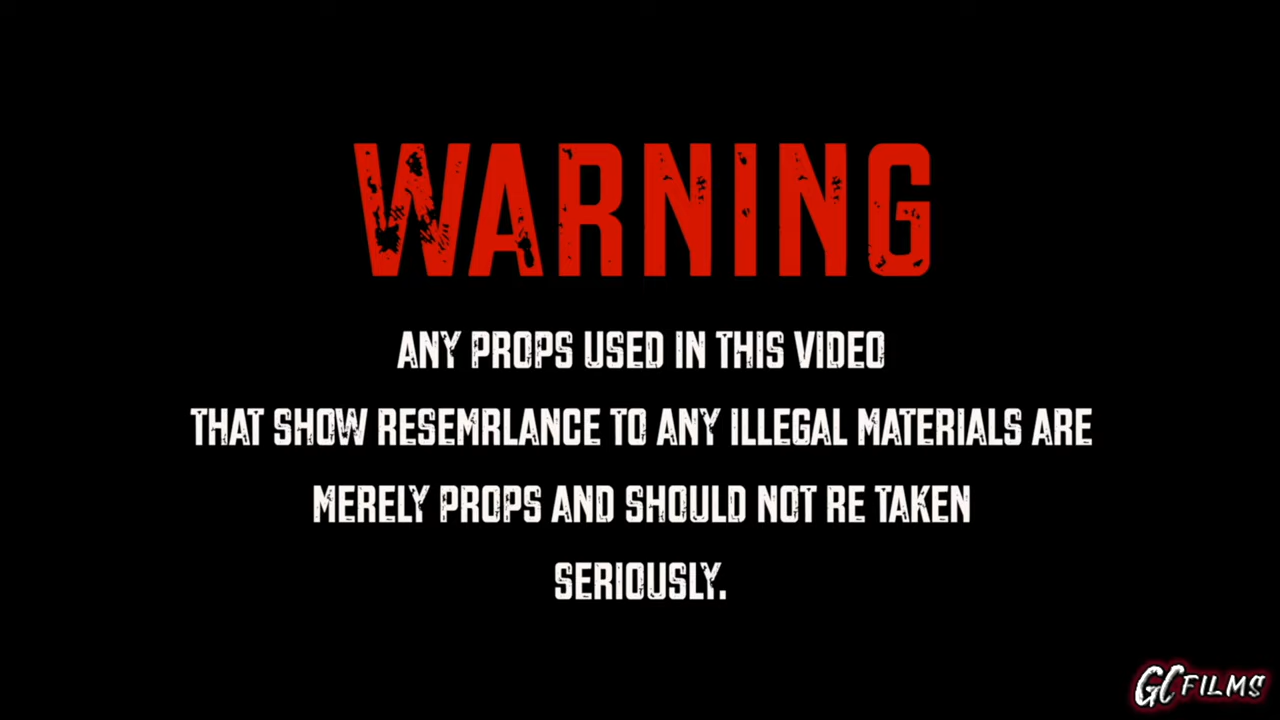 WARNING
ANY PROPS USED IN THIS VIDEO
THAT SHOW RESEMRLANCE TO ANY ILLEGAL MATERIALS ARE
MERELY PROPS AND SHOULD NOT RE TAKEN
SERIOUSLY.
GC FILMS